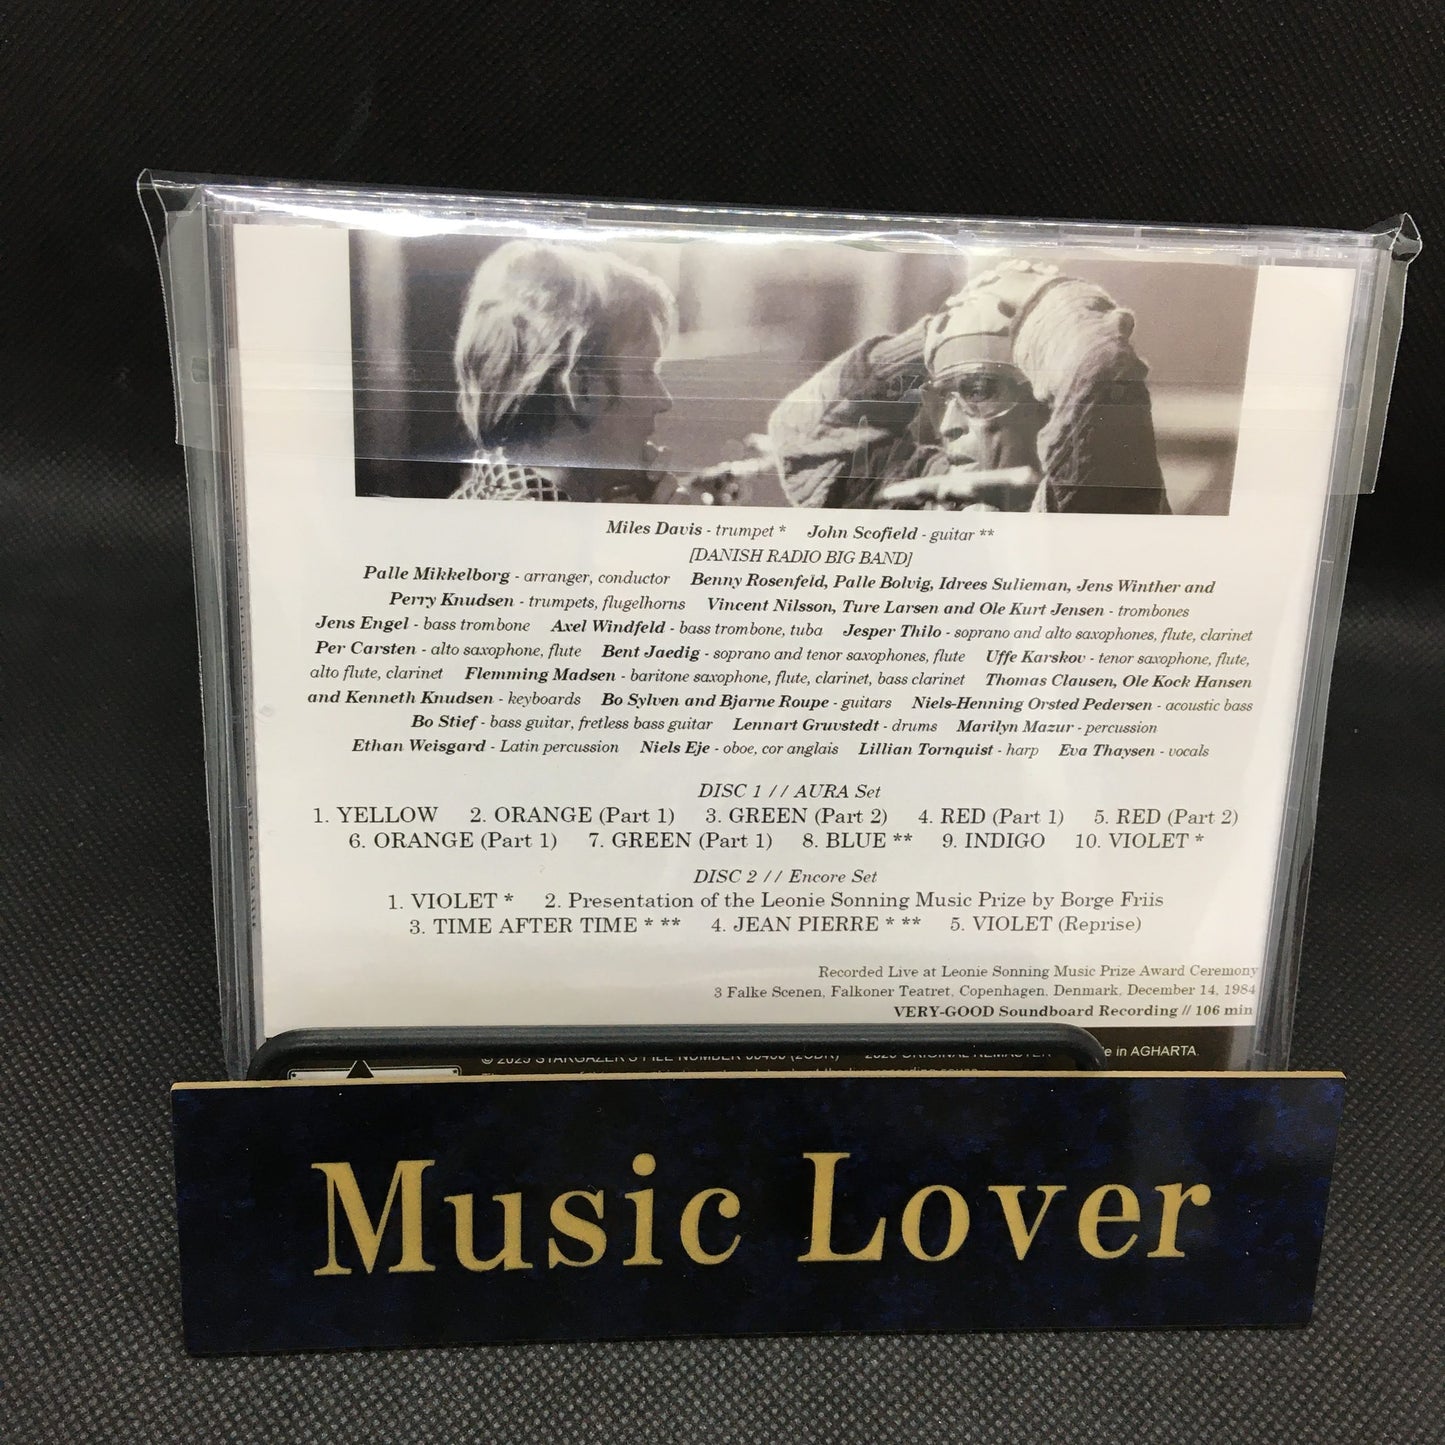 Miles Davis - trumpet * John Scofield - guitar **
[DANISH RADIO BIG BAND]
Palle Mikkelborg - arranger, conductor Benny Rosenfeld, Palle Bolvig, Idrees Sulieman, Jens Winther and
Perry Knudsen - trumpets, flugelhorns Vincent Nilsson, Ture Larsen and Ole Kurt Jensen - trombones
Jens Engel - bass trombone Axel Windfeld - bass trombone, tuba Jesper Thilo - soprano and alto saxophones, flute, clarinet
Per Carsten - alto saxophone, flute Bent Jaedig - soprano and tenor saxophones, flute Uffe Karskov - tenor saxophone, flute,
alto flute, clarinet Flemming Madsen - baritone saxophone, flute, clarinet, bass clarinet Thomas Clausen, Ole Kock Hansen
and Kenneth Knudsen - keyboards Bo Sylven and Bjarne Roupe - guitars Niels-Henning Orsted Pedersen - acoustic bass
Bo Stief - bass guitar, fretless bass guitar Lennart Gruvstedt - drums Marilyn Mazur - percussion
Ethan Weisgard - Latin percussion Niels Eje - oboe, cor anglais Lillian Tornquist - harp Eva Thaysen - vocals
DISC 1 // AURA Set
1. YELLOW 2. ORANGE (Part 1) 3. GREEN (Part 2) 4. RED (Part 1) 5. RED (Part 2)
6. ORANGE (Part 1) 7. GREEN (Part 1) 8. BLUE ** 9. INDIGO 10. VIOLET *
DISC 2 // Encore Set
1. VIOLET * 2. Presentation of the Leonie Sonning Music Prize by Borge Friis
3. TIME AFTER TIME * ** 4. JEAN PIERRE * ** 5. VIOLET (Reprise)
Recorded Live at Leonie Sonning Music Prize Award Ceremony
3 Falke Scenen, Falkoner Teatret, Copenhagen, Denmark, December 14, 1984
VERY-GOOD Soundboard Recording // 106 min
© 2025 STARGAZER'S FILE NUMBER (2CDR) 2025 ORIGINAL REMASTER in AGHARTA.
Music Lover